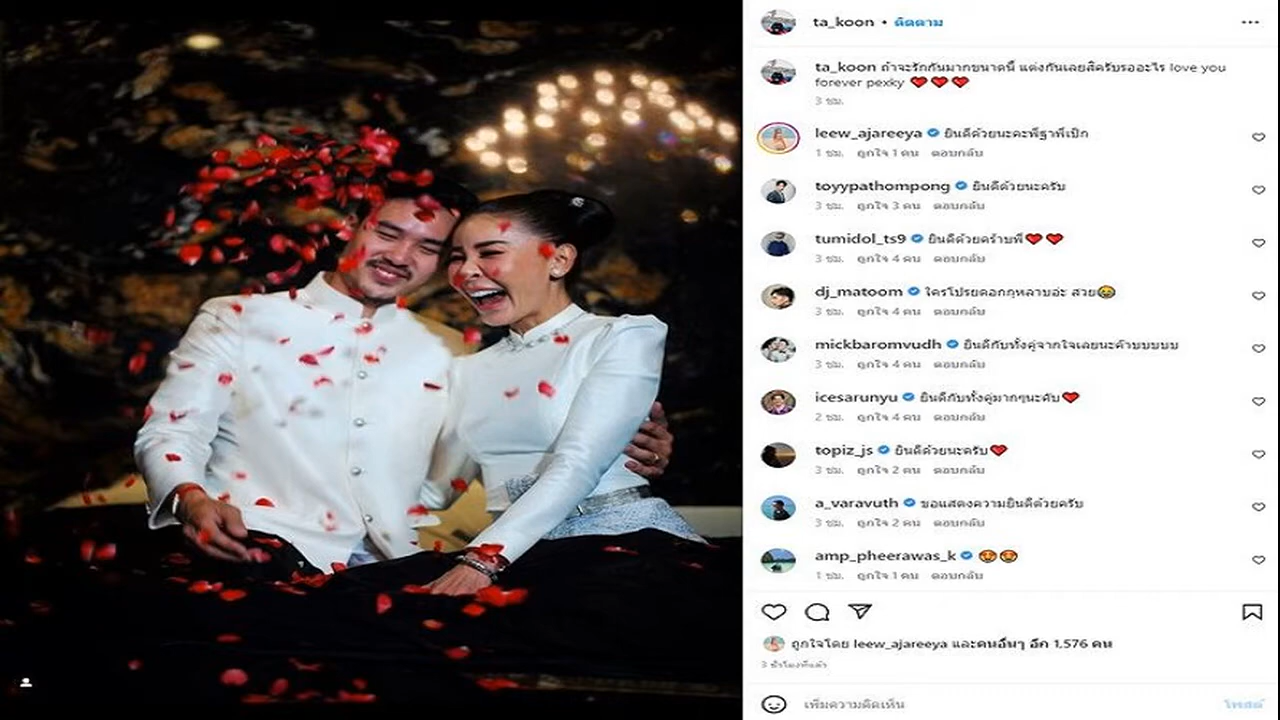 ta_koon • ติดตาม
ta_koon ถ้าจะรักกันมากขนาดนี้ แต่งกันเลยสิครับรออะไร love you
forever pexky ❤️❤️❤️
3 ชม.
leew_ajareeya ยินดีด้วยนะคะพี่ฐาพี่เป๊ก
1 ชม. ถูกใจ 1 คน ตอบกลับ
toyypathompong ยินดีด้วยนะครับ
3 ชม. ถูกใจ 3 คน ตอบกลับ
tumidol_ts9 ยินดีด้วยคร้าบพี่❤️❤️
3 ชม. ถูกใจ 4 คน ตอบกลับ
dj_matoom ใครโปรยดอกกุหลาบอ่ะ สวย😂
3 ชม. ถูกใจ 4 คน ตอบกลับ
mickbaromvudh ยินดีกับทั้งคู่จากใจเลยนะค้าบบบบบ
3 ชม. ถูกใจ 4 คน ตอบกลับ
icesarunyu ยินดีกับทั้งคู่มากๆนะคับ❤️
2 ชม. ถูกใจ 4 คน ตอบกลับ
topiz_js ยินดีด้วยนะครับ❤️
3 ชม. ถูกใจ 2 คน ตอบกลับ
a_varavuth ขอแสดงความยินดีด้วยครับ
3 ชม. ถูกใจ 2 คน ตอบกลับ
amp_pheerawas_k 😍😍
1 ชม. ถูกใจ 1 คน ตอบกลับ
ถูกใจโดย leew_ajareeya และคนอื่นๆ อีก 1,576 คน
3 ชั่วโมงที่แล้ว
เพิ่มความคิดเห็น โพสต์